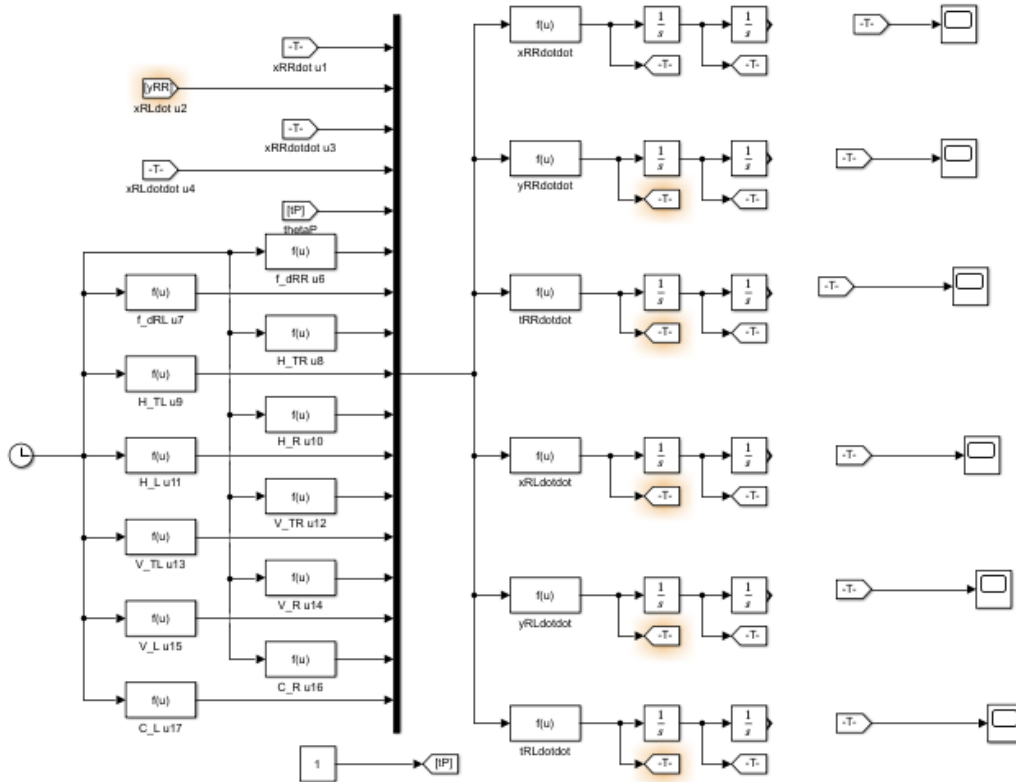 -T-
xRRdot u1
[yRR]
xRLdot u2
-T-
xRRdotdot u3
-T-
xRLdotdot u4
[tP]
thetaP
f(u)
f_dRR u6
f(u)
f_dRL u7
f(u)
H_TR u8
f(u)
H_TL u9
f(u)
H_R u10
f(u)
H_L u11
f(u)
V_TR u12
f(u)
V_TL u13
f(u)
V_R u14
f(u)
V_L u15
f(u)
C_R u16
f(u)
C_L u17
1
[tP]
f(u)
1
s
1
s
-T-
-T-
xRRdotdot
-T-
f(u)
1
s
1
s
-T-
-T-
yRRdotdot
-T-
f(u)
1
s
1
s
-T-
-T-
tRRdotdot
-T-
f(u)
1
s
1
s
-T-
-T-
xRLdotdot
-T-
f(u)
1
s
1
s
-T-
-T-
yRLdotdot
-T-
f(u)
1
s
1
s
-T-
-T-
tRLdotdot
-T-